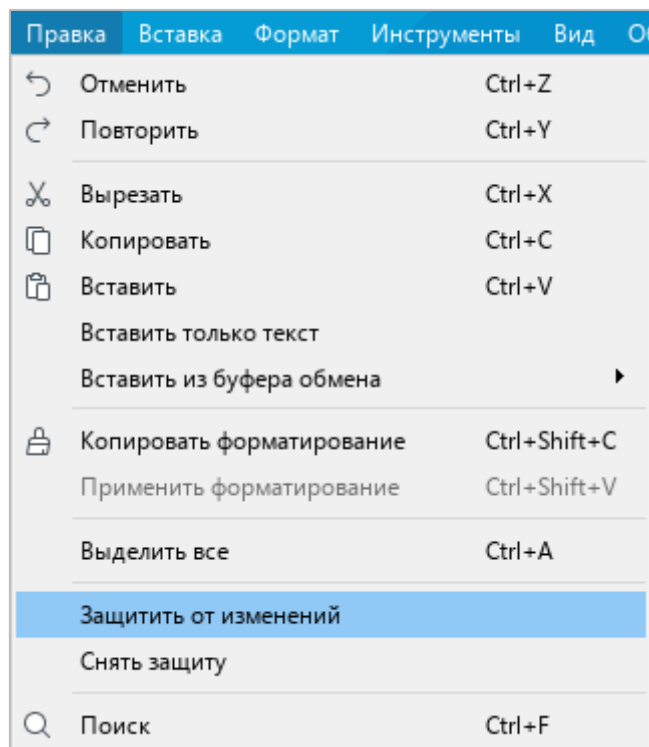 Правка Вставка Формат Инструменты Вид
Отменить Ctrl+Z
Повторить Ctrl+Y
Вырезать Ctrl+X
Копировать Ctrl+C
Вставить Ctrl+V
Вставить только текст
Вставить из буфера обмена
Копировать форматирование Ctrl+Shift+C
Применить форматирование Ctrl+Shift+V
Выделить все Ctrl+A
Защитить от изменений
Снять защиту
Поиск Ctrl+F